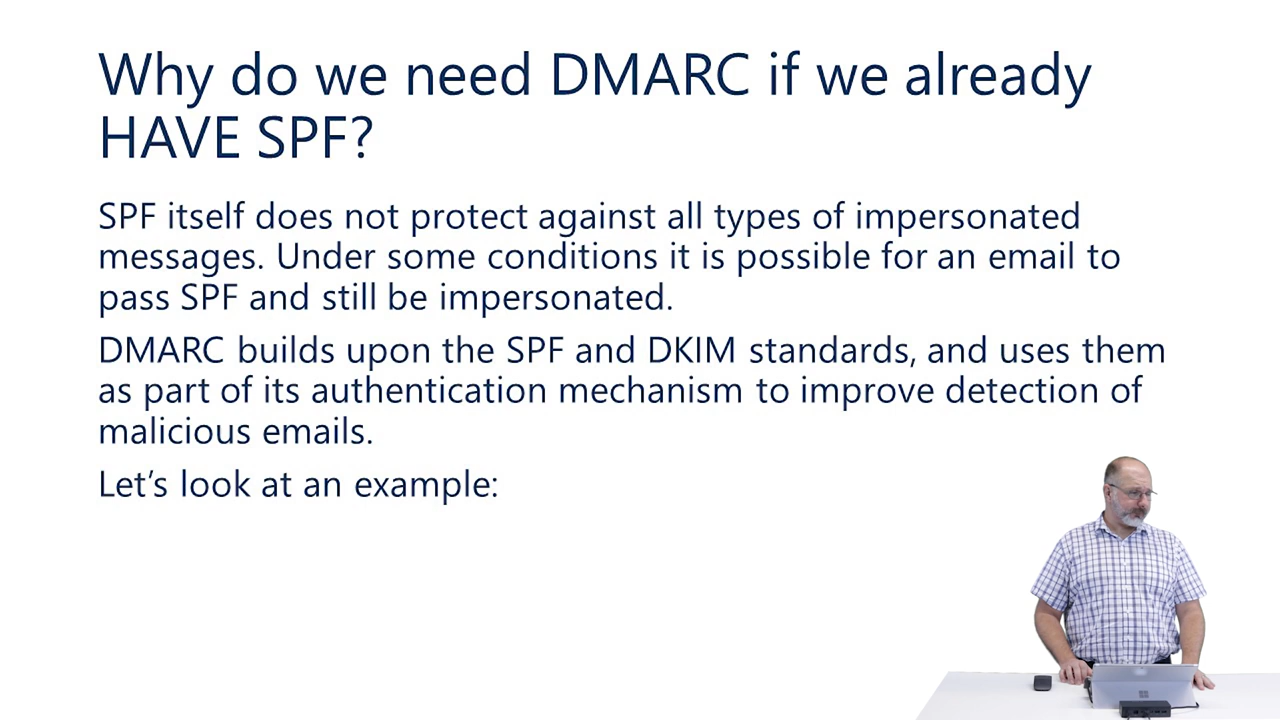 Why do we need DMARC if we already
HAVE SPF?
SPF itself does not protect against all types of impersonated
messages. Under some conditions it is possible for an email to
pass SPF and still be impersonated.
DMARC builds upon the SPF and DKIM standards, and uses them
as part of its authentication mechanism to improve detection of
malicious emails.
Let’s look at an example: